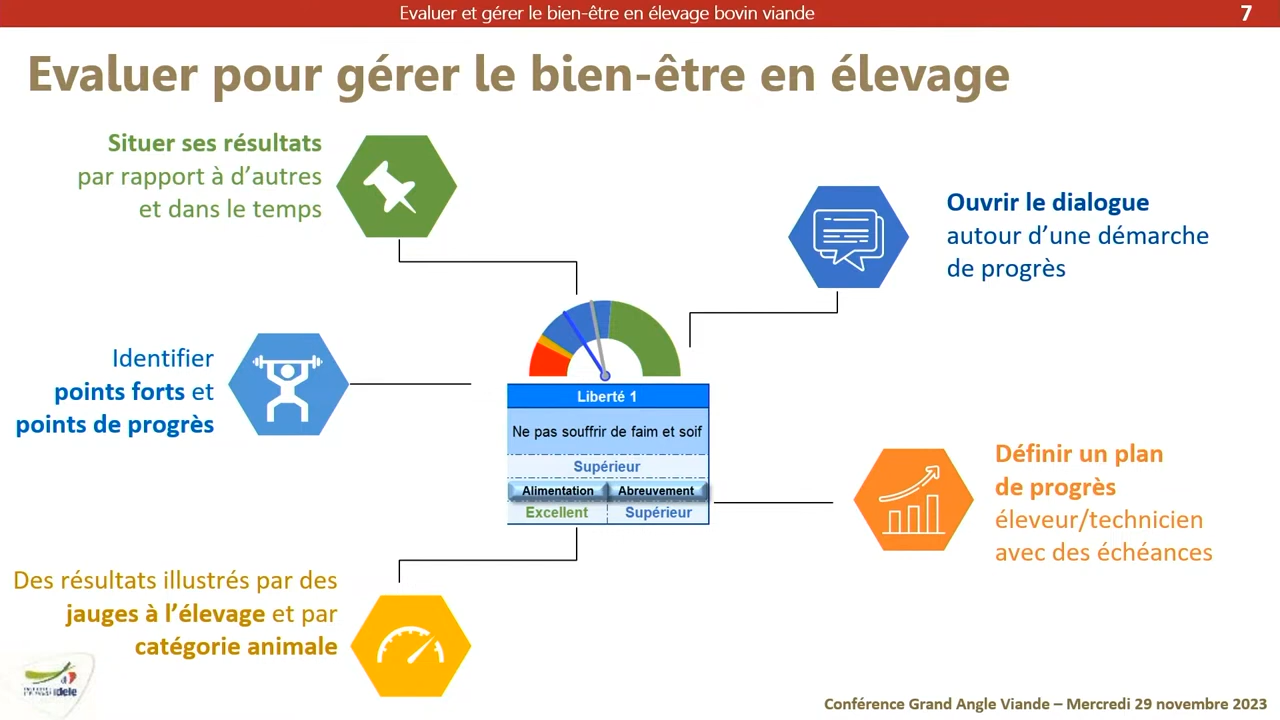 Evaluer et gérer le bien-être en élevage bovin viande
7
Evaluer pour gérer le bien-être en élevage
Situer ses résultats
par rapport à d’autres
et dans le temps
Ouvrir le dialogue
autour d’une démarche
de progrès
Identifier
points forts et
points de progrès
Liberté 1
Ne pas souffrir de faim et soif
Supérieur
Alimentation Abreuvement
Excellent Supérieur
Définir un plan
de progrès
éleveur/technicien
avec des échéances
Des résultats illustrés par des
jauges à l’élevage et par
catégorie animale
idele
Conférence Grand Angle Viande – Mercredi 29 novembre 2023